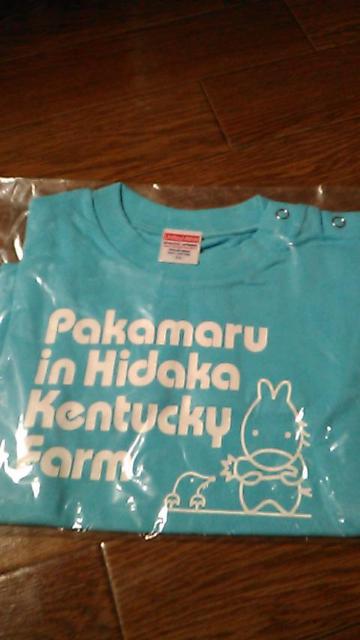 Pakamaru
in Hidaka
Kentucky
Farm